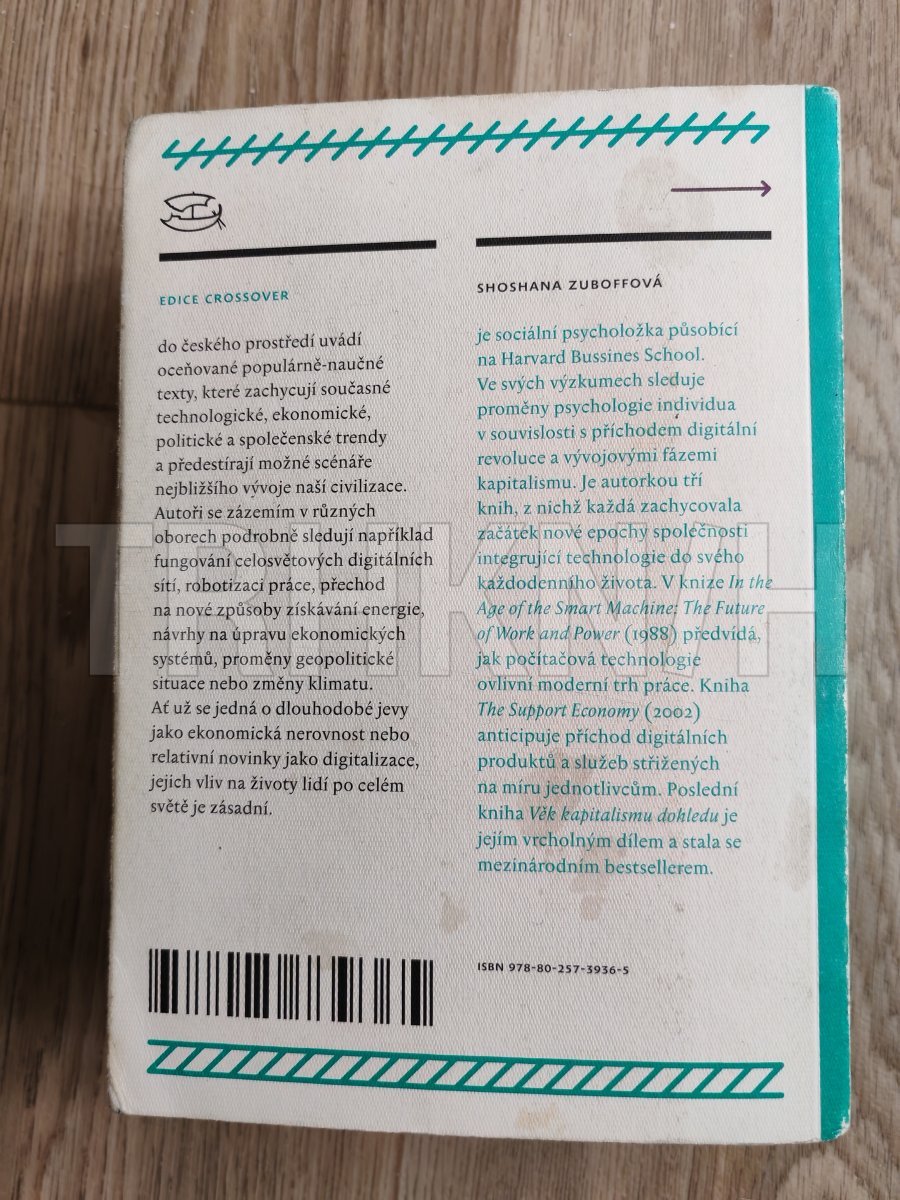 EDICE CROSSOVER
do českého prostředí uvádí
oceňované populárně-naučné
texty, které zachycují současné
technologické, ekonomické,
politické a společenské trendy
a předestírají možné scénáře
nejbližšího vývoje naší civilizace.
Autoři se zázemím v různých
oborech podrobně sledují například
fungování celosvětových digitálních
sítí, robotizaci práce, přechod
na nové způsoby získávání energie,
návrhy na úpravu ekonomických
systémů, proměny geopolitické
situace nebo změny klimatu.
Ať už se jedná o dlouhodobé jevy
jako ekonomická nerovnost nebo
relativní novinky jako digitalizace,
jejich vliv na životy lidí po celém
světě je zásadní.
SHOSHANA ZUBOFFOVÁ
je sociální psycholožka působící
na Harvard Bussines School.
Ve svých výzkumech sleduje
proměny psychologie individua
v souvislosti s příchodem digitální
revoluce a vývojovými fázemi
kapitalismu. Je autorkou tří
knih, z nichž každá zachycovala
začátek nové epochy společnosti
integrující technologie do svého
každodenního života. V knize In the
Age of the Smart Machine: The Future
of Work and Power (1988) předvídá,
jak počítačová technologie
ovlivní moderní trh práce. Kniha
The Support Economy (2002)
anticipuje příchod digitálních
produktů a služeb střižených
na míru jednotlivcům. Poslední
kniha Věk kapitalismu dohledu je
jejím vrcholným dílem a stala se
mezinárodním bestsellerem.
ISBN 978-80-257-3936-5